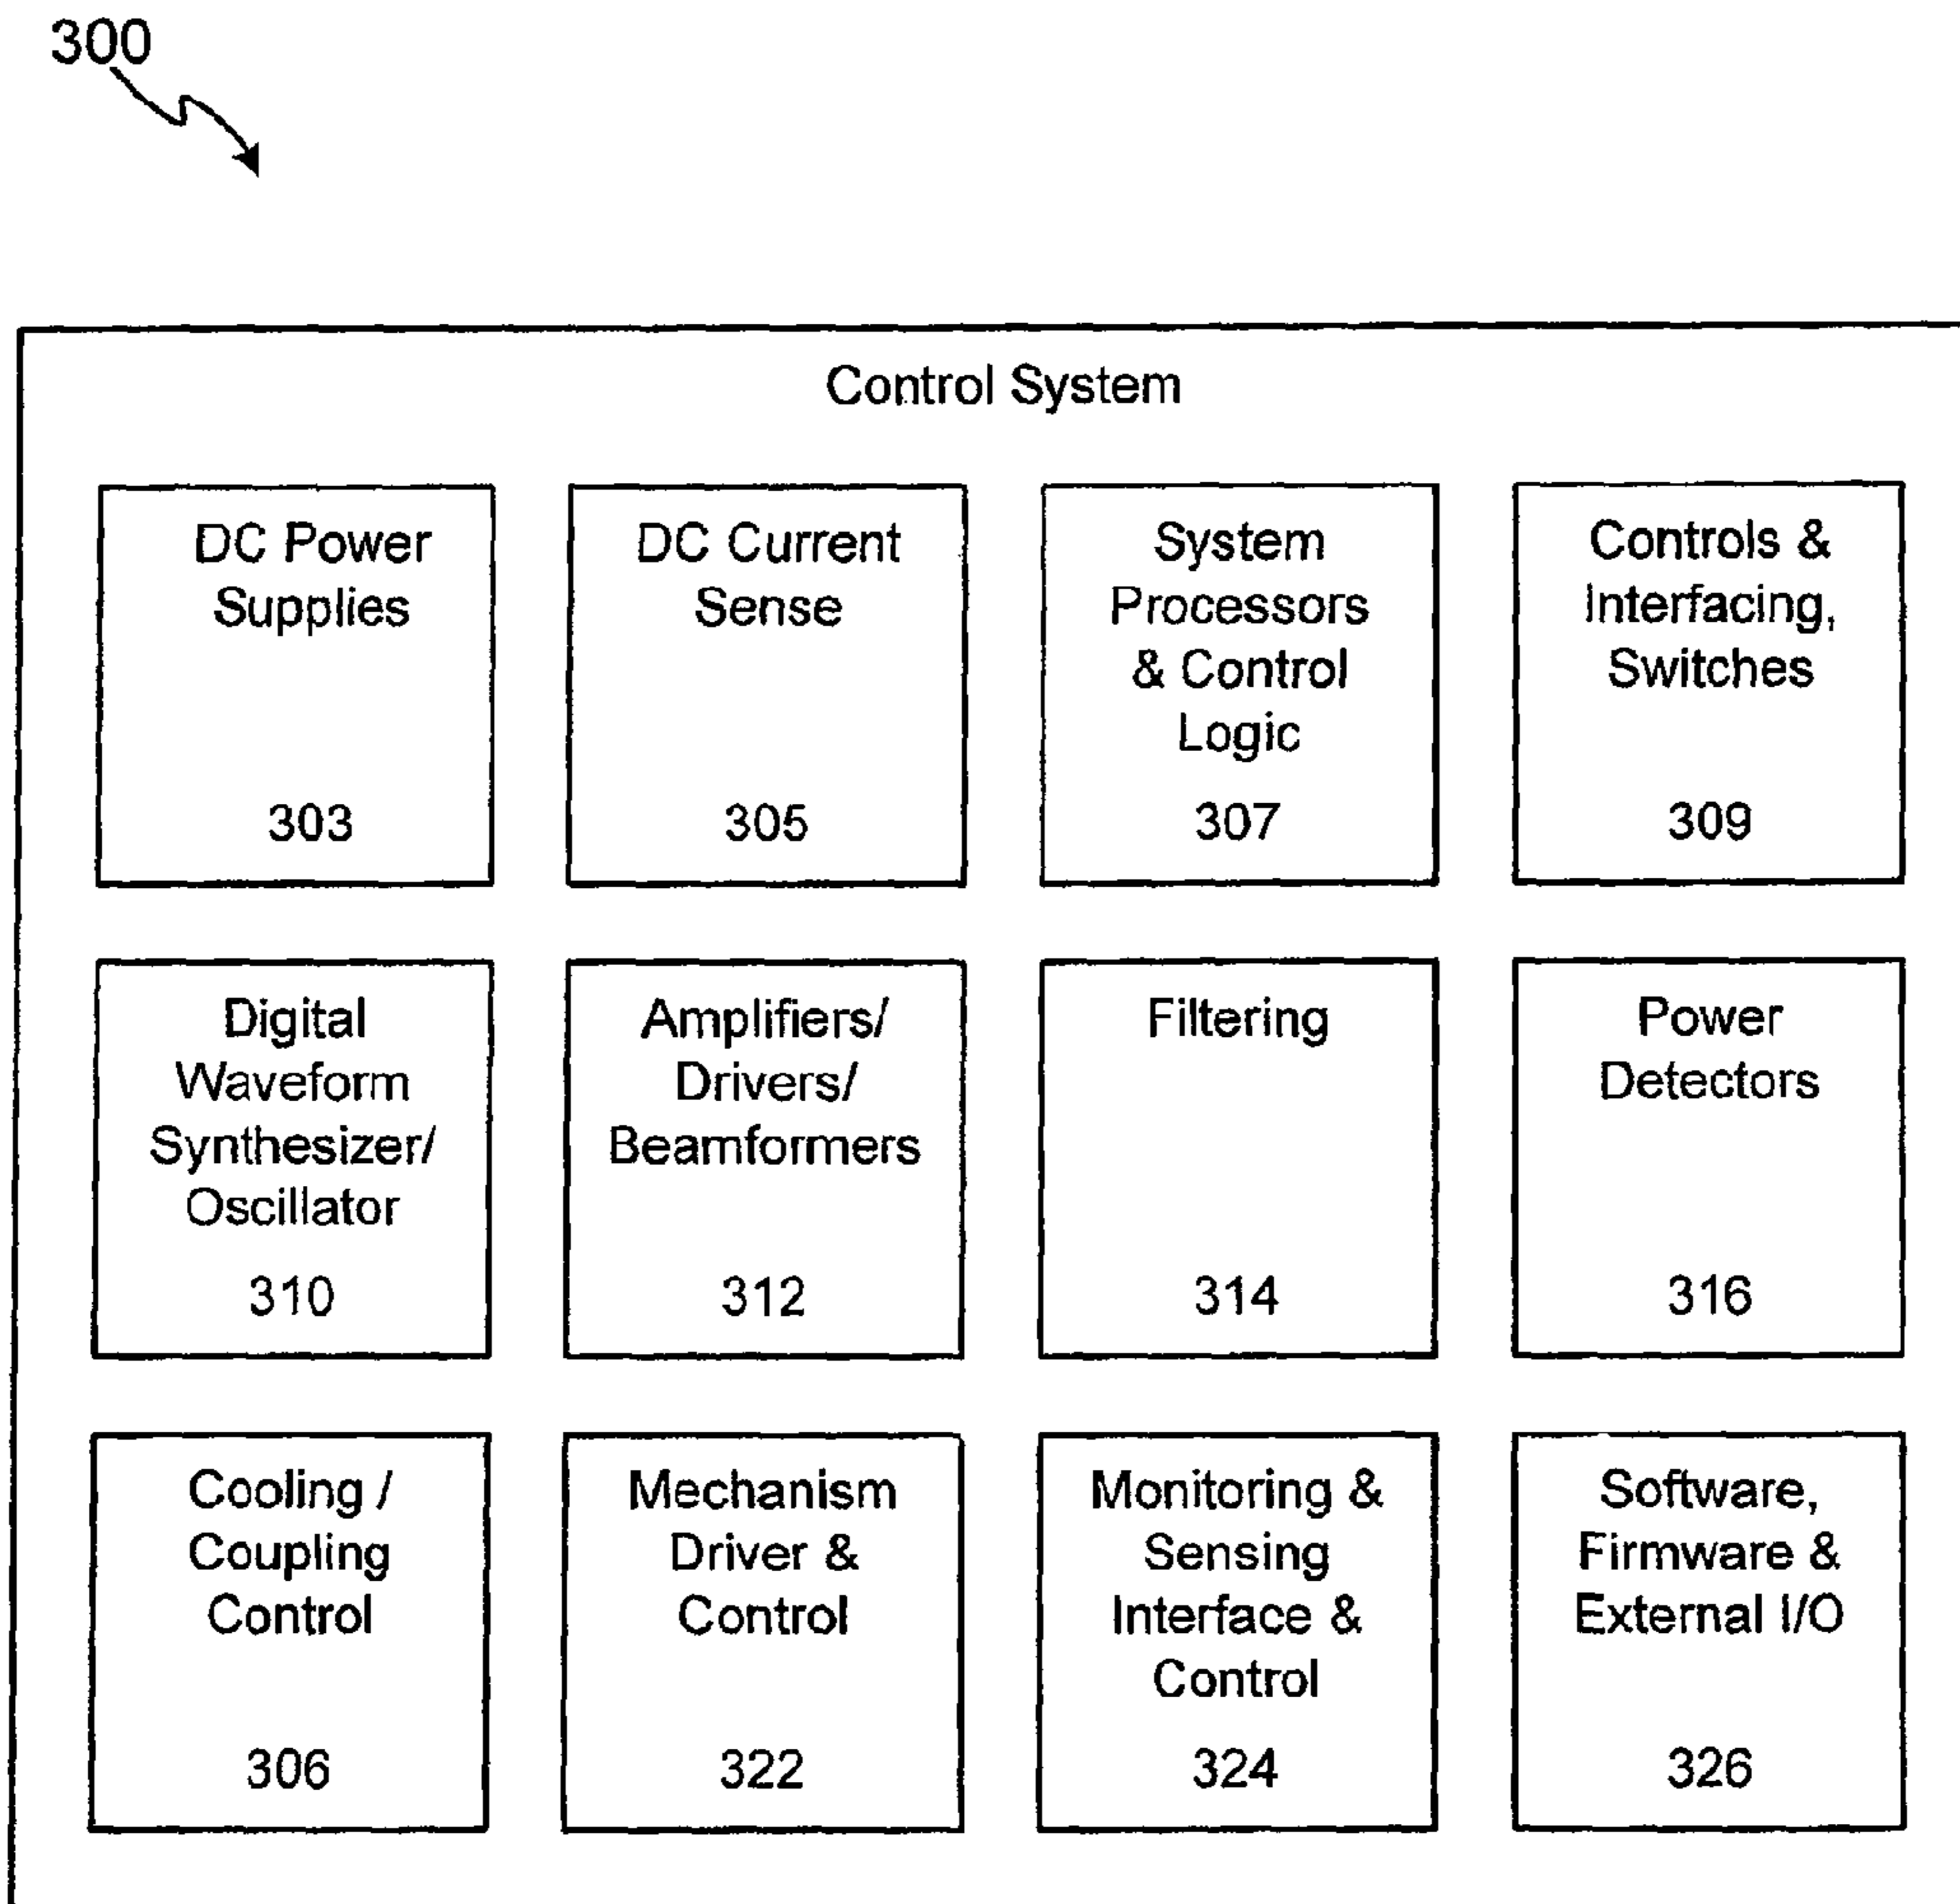 300
Control System
DC Power
Supplies
303
DC Current
Sense
305
System
Processors
& Control
Logic
307
Controls &
Interfacing,
Switches
309
Digital
Waveform
Synthesizer/
Oscillator
310
Amplifiers/
Drivers/
Beamformers
312
Filtering
314
Power
Detectors
316
Cooling /
Coupling
Control
306
Mechanism
Driver &
Control
322
Monitoring &
Sensing
Interface &
Control
324
Software,
Firmware &
External I/O
326